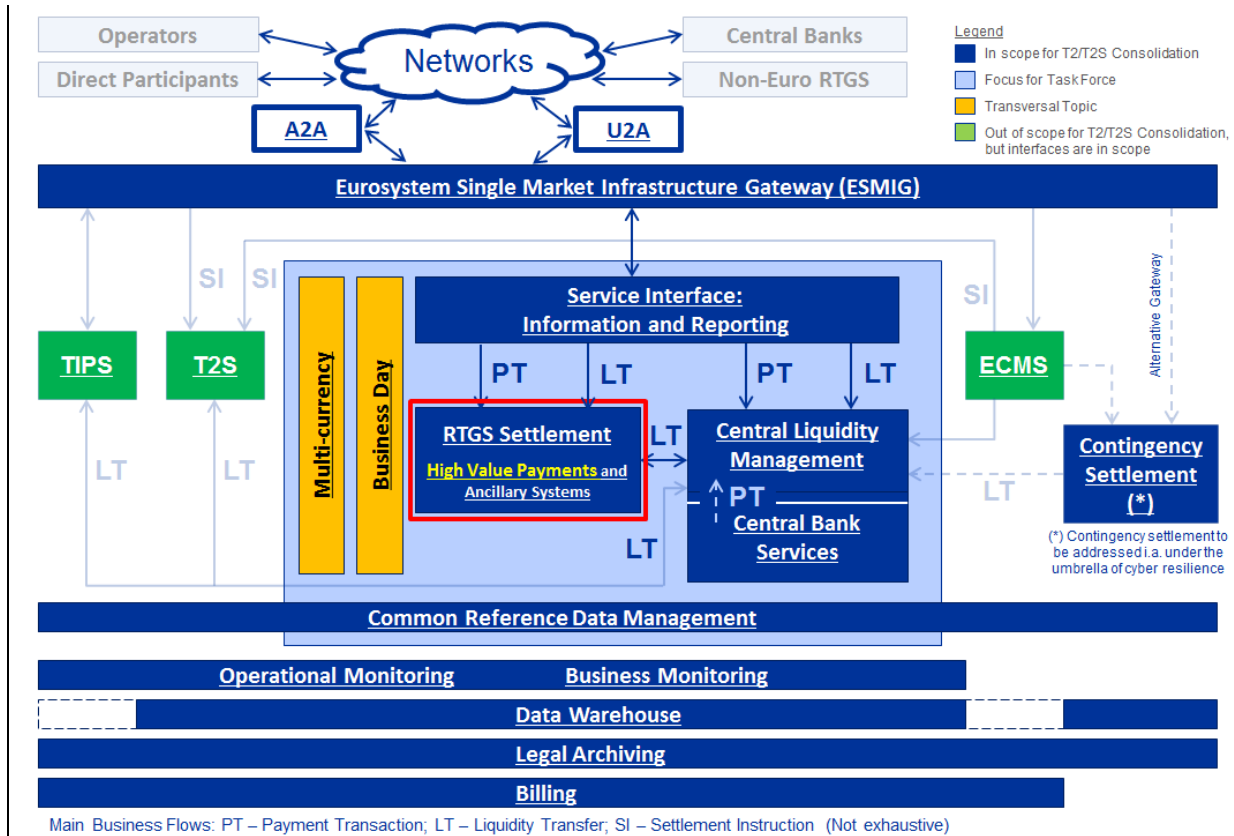 Operators
Direct Participants
Networks
Central Banks
Non-Euro RTGS
Legend
In scope for T2/T2S Consolidation
Focus for Task Force
Transversal Topic
Out of scope for T2/T2S Consolidation,
but interfaces are in scope
A2A
U2A
Eurosystem Single Market Infrastructure Gateway (ESMIG)
SI
SI
SI
Alternative Gateway
Multi-currency
Business Day
Service Interface:
Information and Reporting
PT
LT
PT
LT
TIPS
T2S
ECMS
RTGS Settlement
High Value Payments and
Ancillary Systems
LT
Central Liquidity
Management
PT
Central Bank
Services
Contingency
Settlement
(*)
LT
LT
LT
LT
(*) Contingency settlement to
be addressed i.a. under the
umbrella of cyber resilience
Common Reference Data Management
Operational Monitoring
Business Monitoring
Data Warehouse
Legal Archiving
Billing
Main Business Flows: PT – Payment Transaction; LT – Liquidity Transfer; SI – Settlement Instruction (Not exhaustive)